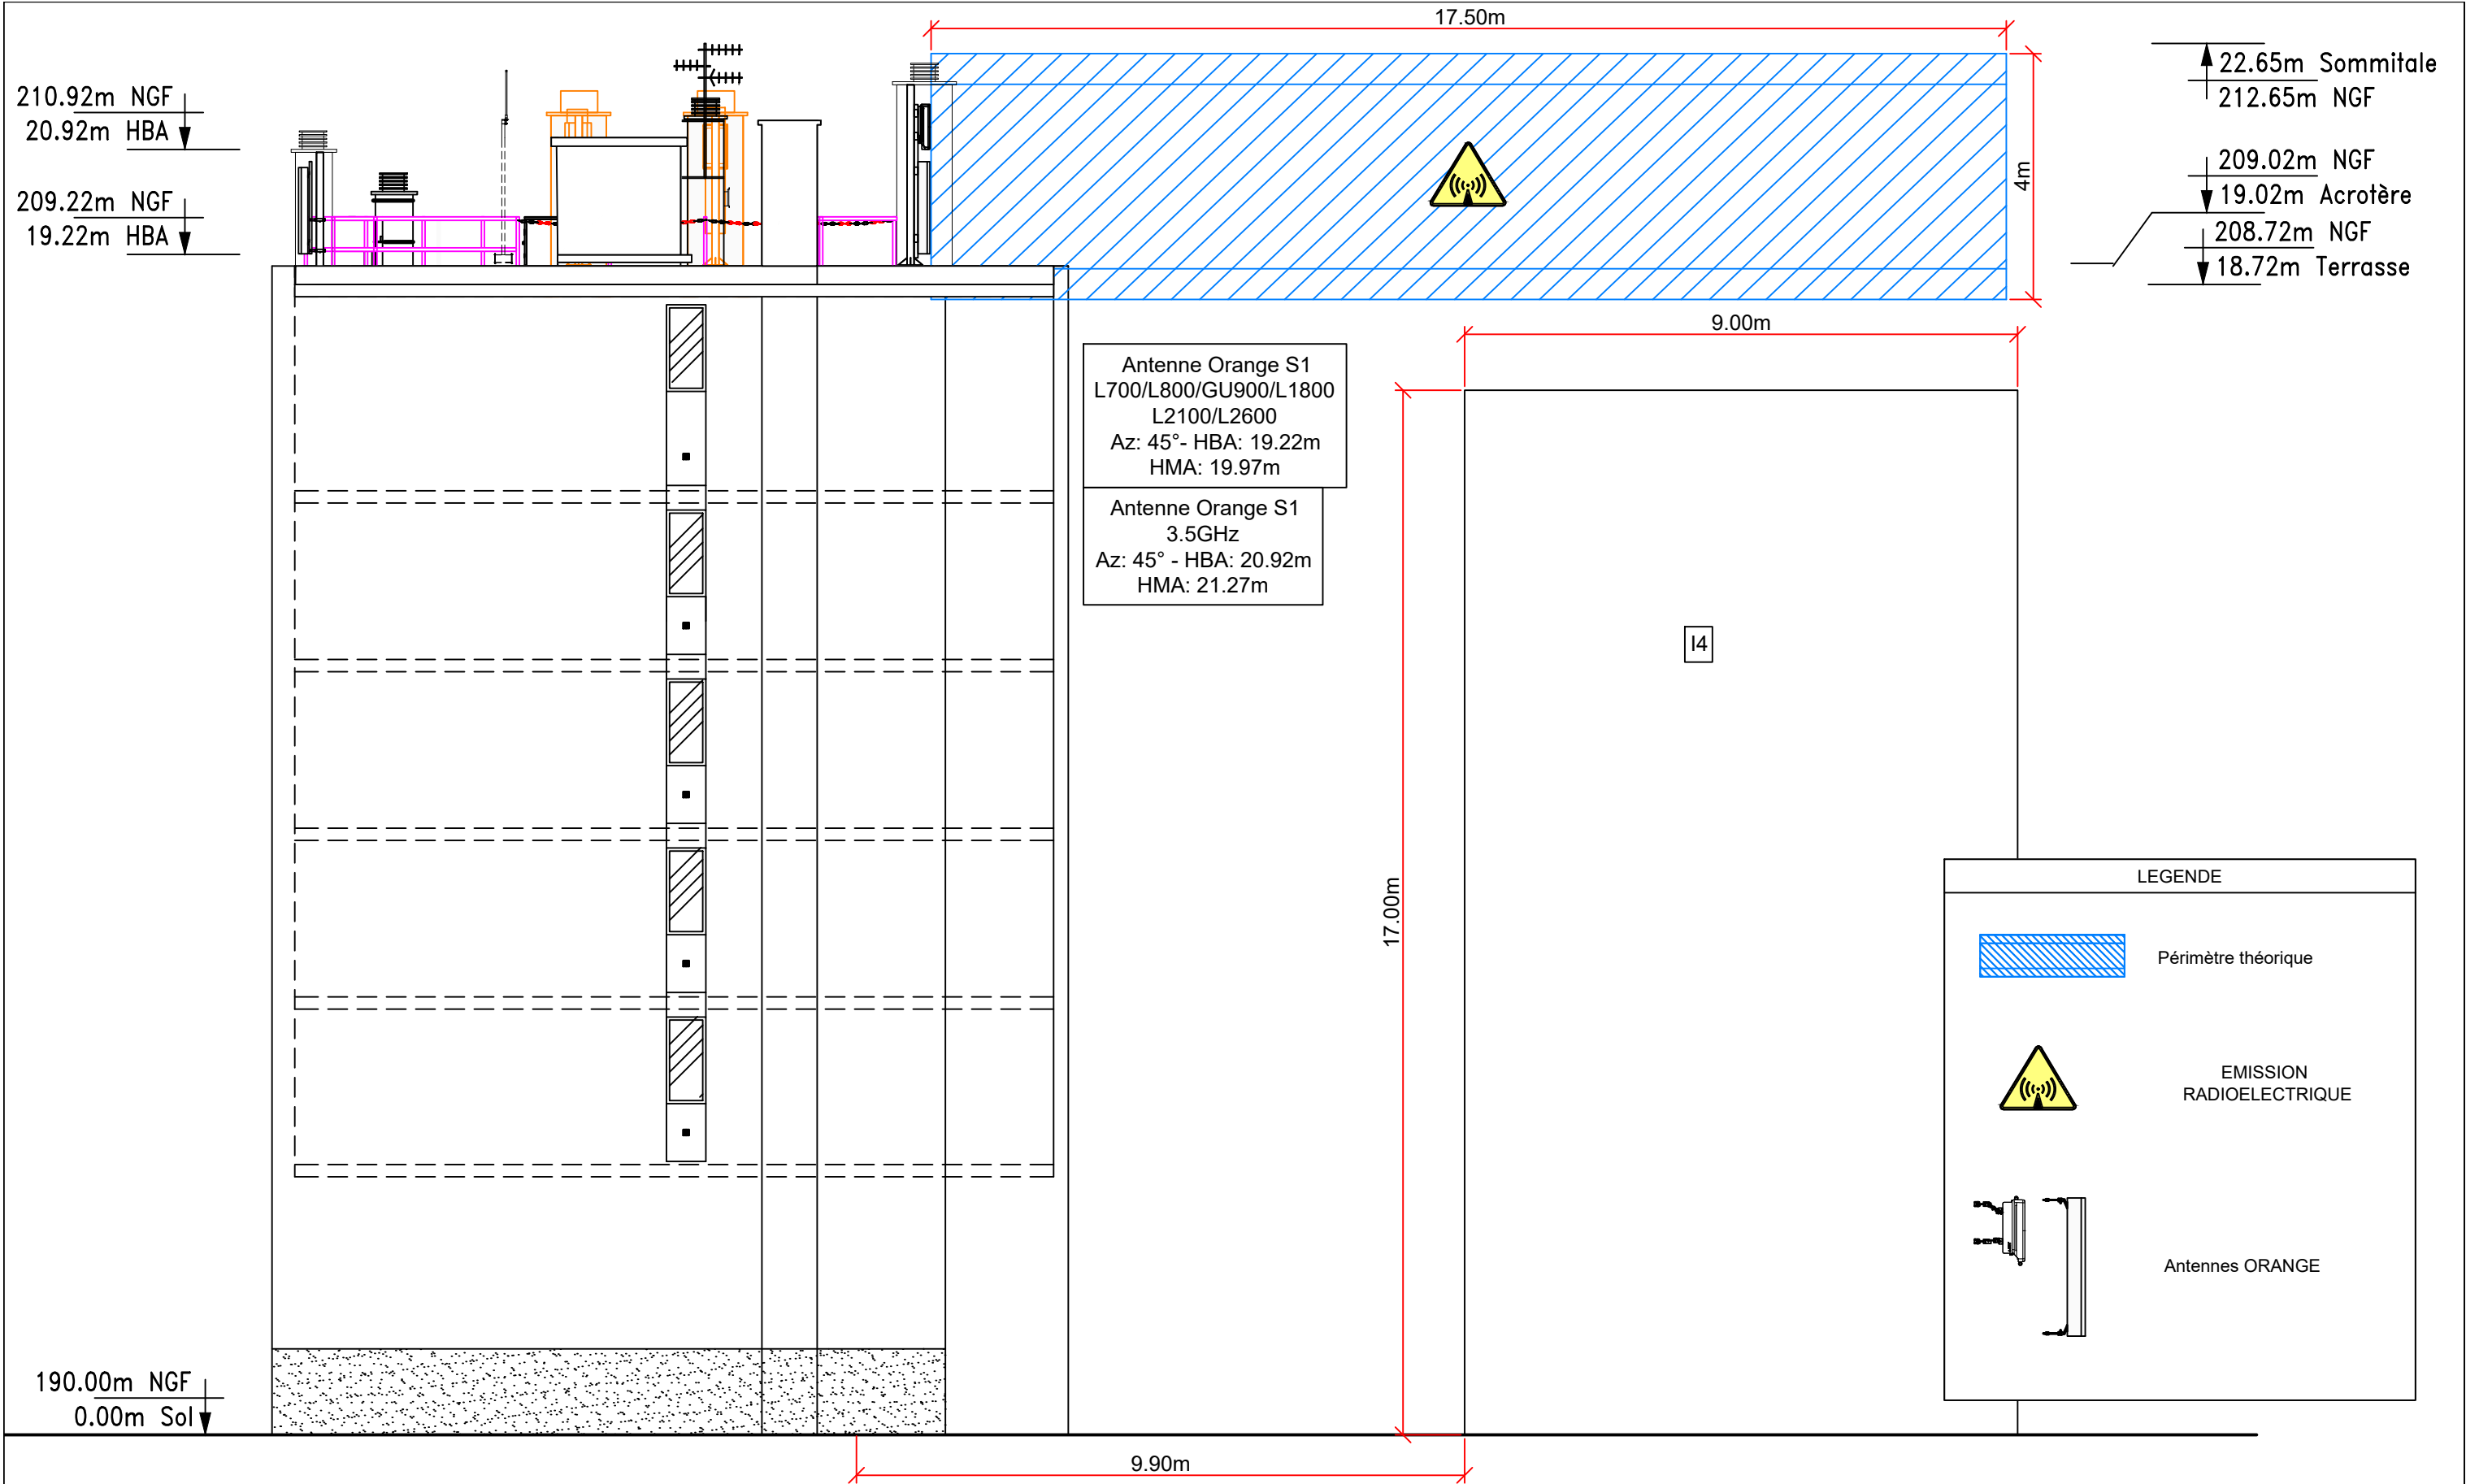 17.50m
210.92m NGF
20.92m HBA
209.22m NGF
19.22m HBA
22.65m Sommitale
212.65m NGF
4m
209.02m NGF
19.02m Acrotère
208.72m NGF
18.72m Terrasse
9.00m
Antenne Orange S1
L700/L800/GU900/L1800
L2100/L2600
Az: 45°- HBA: 19.22m
HMA: 19.97m
Antenne Orange S1
3.5GHz
Az: 45° - HBA: 20.92m
HMA: 21.27m
I4
17.00m
LEGENDE
Périmètre théorique
EMISSION
RADIOELECTRIQUE
Antennes ORANGE
190.00m NGF
0.00m Sol
9.90m